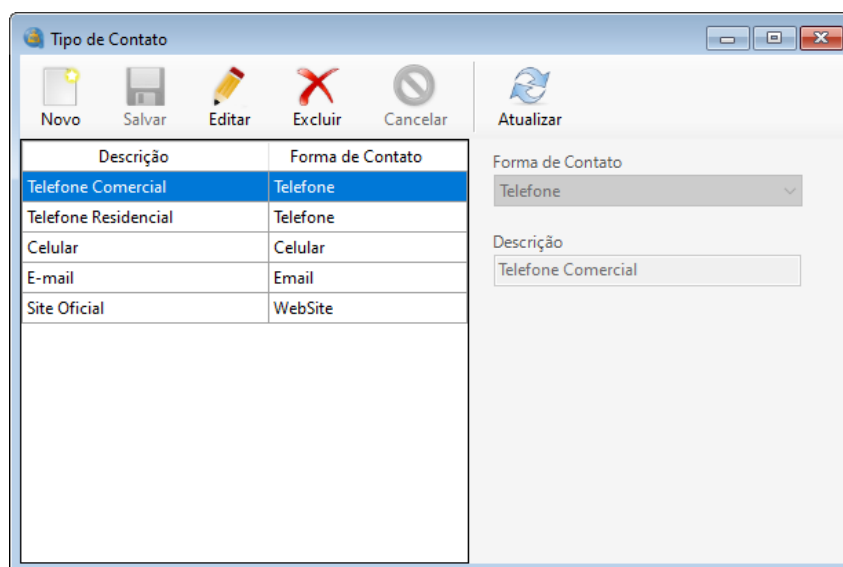 Tipo de Contato
Novo Salvar Editar Excluir Cancelar Atualizar
Descrição Forma de Contato
Telefone Comercial Telefone
Telefone Residencial Telefone
Celular Celular
E-mail Email
Site Oficial WebSite
Forma de Contato
Telefone
Descrição
Telefone Comercial